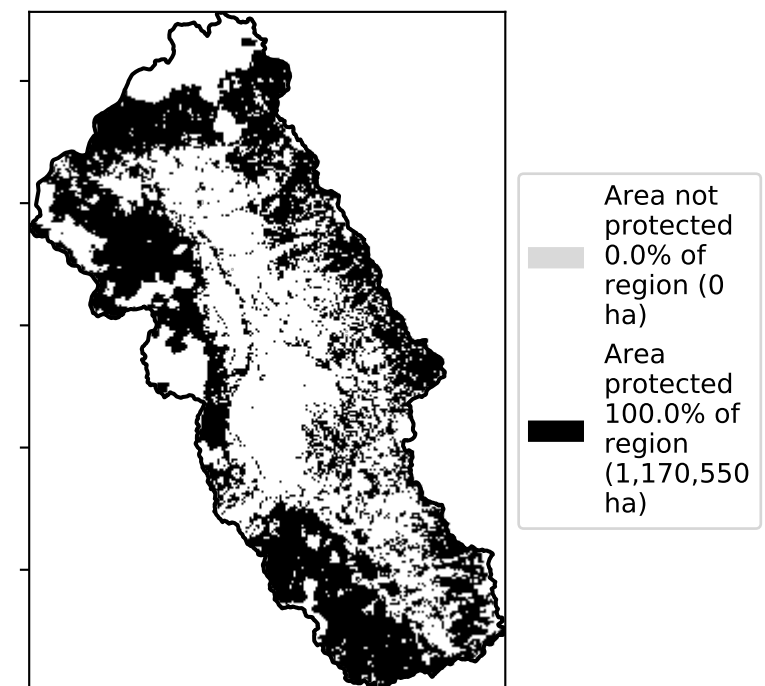 Area not
protected
0.0% of
region (0
ha)
Area
protected
100.0% of
region
(1,170,550
ha)